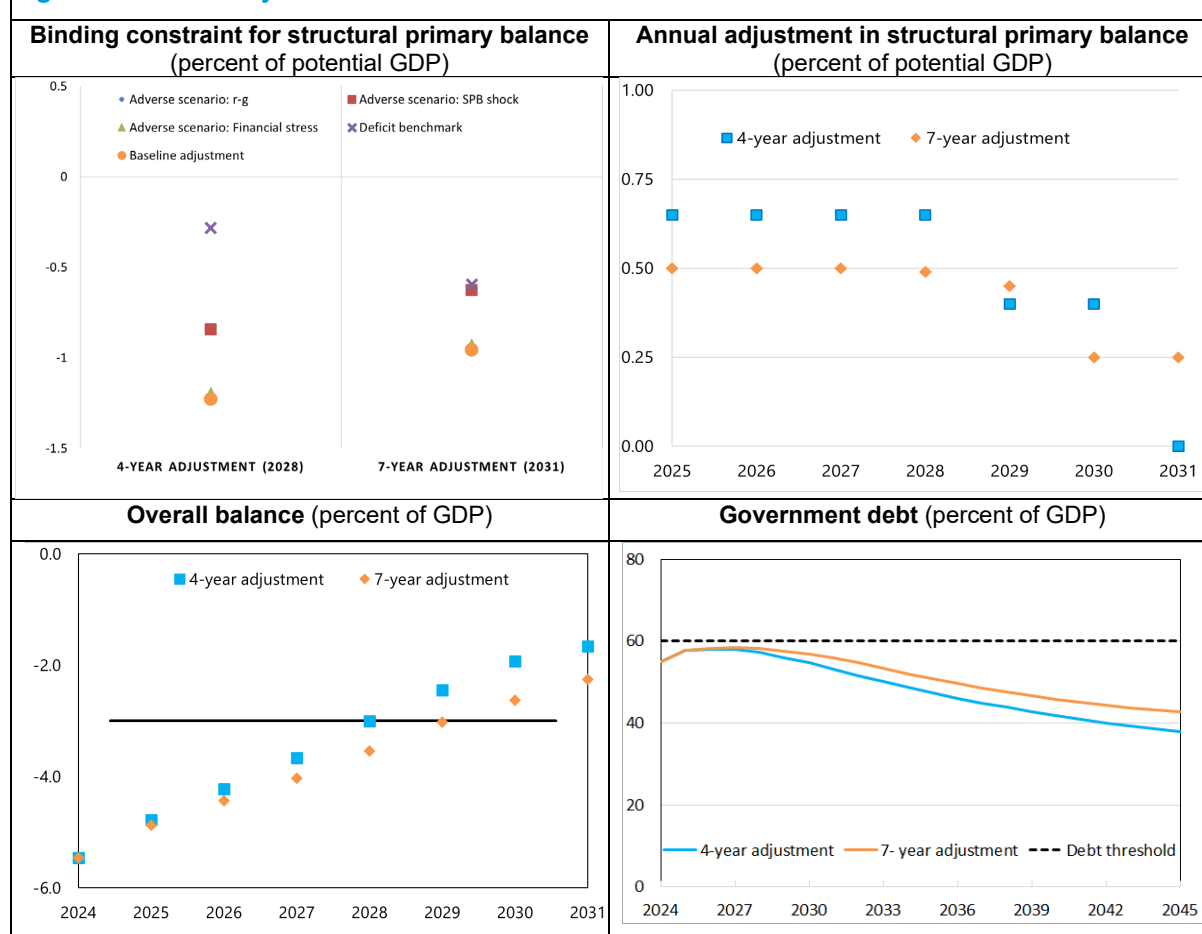 Binding constraint for structural primary balance
(percent of potential GDP)
0.5
Adverse scenario: r-g
Adverse scenario: SPB shock
Adverse scenario: Financial stress
Deficit benchmark
Baseline adjustment
0
-0.5
-1
-1.5
4-YEAR ADJUSTMENT (2028)
7-YEAR ADJUSTMENT (2031)
Annual adjustment in structural primary balance
(percent of potential GDP)
1.00
4-year adjustment
7-year adjustment
0.75
0.50
0.25
0.00
2025 2026 2027 2028 2029 2030 2031
Overall balance (percent of GDP)
0.0
4-year adjustment
7-year adjustment
-2.0
-4.0
-6.0
2024 2025 2026 2027 2028 2029 2030 2031
Government debt (percent of GDP)
80
60
40
20
4-year adjustment
7- year adjustment
Debt threshold
0
2024 2027 2030 2033 2036 2039 2042 2045